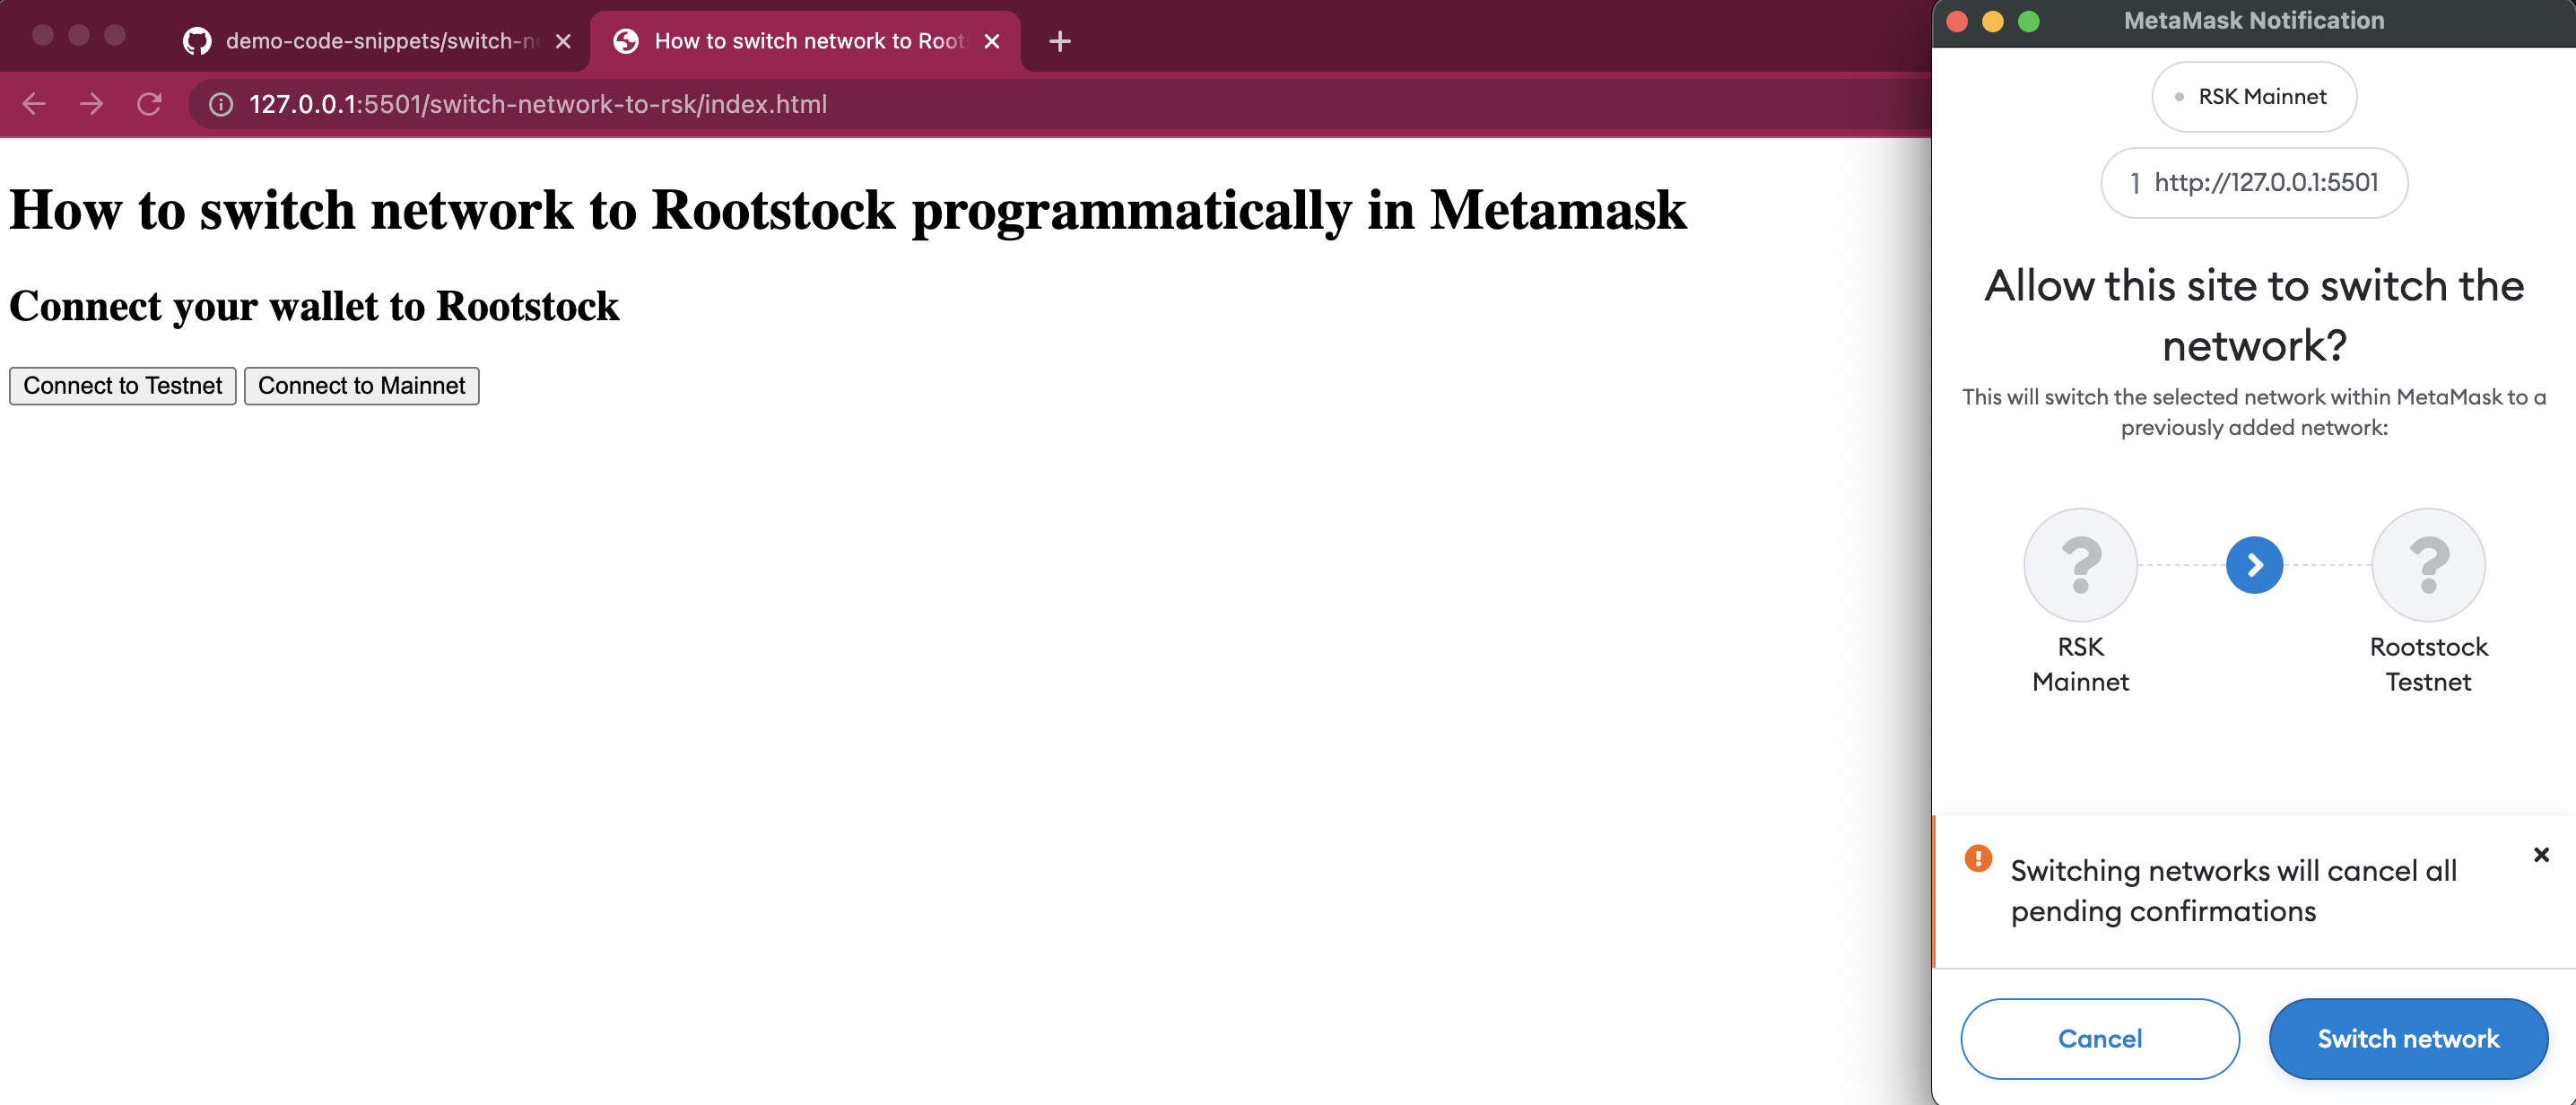 demo-code-snippets/switch-n
How to switch network to Root
127.0.0.1:5501/switch-network-to-rsk/index.html
How to switch network to Rootstock programmatically in Metamask
Connect your wallet to Rootstock
Connect to Testnet
Connect to Mainnet
MetaMask Notification
RSK Mainnet
1 http://127.0.0.1:5501
Allow this site to switch the
network?
This will switch the selected network within MetaMask to a
previously added network:
?
?
RSK
Mainnet
Rootstock
Testnet
Switching networks will cancel all
pending confirmations
Cancel
Switch network